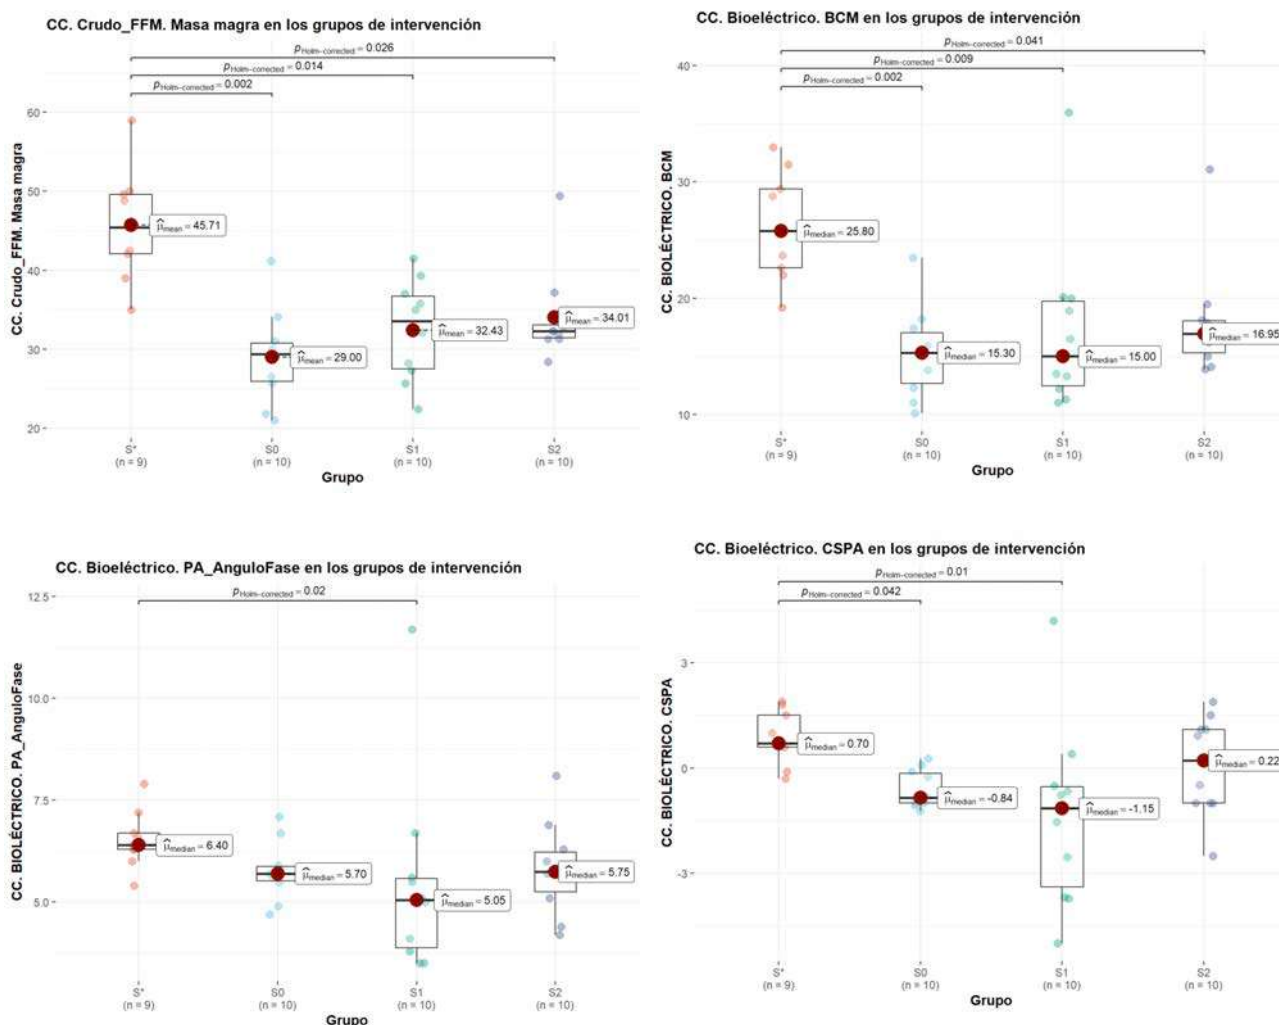 CC. Crudo_FFM. Masa magra en los grupos de intervención
pHolm−corrected = 0.026
pHolm−corrected = 0.014
pHolm−corrected = 0.002
CC. Crudo_FFM. Masa magra
60
50
40
30
20
μ̂mean = 45.71
μ̂mean = 29.00
μ̂mean = 32.43
μ̂mean = 34.01
S* S0 S1 S2
(n = 9) (n = 10) (n = 10) (n = 10)
Grupo
CC. Bioeléctrico. BCM en los grupos de intervención
pHolm−corrected = 0.041
pHolm−corrected = 0.009
pHolm−corrected = 0.002
CC. BIOLÉCTRICO. BCM
40
30
20
10
μ̂median = 25.80
μ̂median = 15.30
μ̂median = 15.00
μ̂median = 16.95
S* S0 S1 S2
(n = 9) (n = 10) (n = 10) (n = 10)
Grupo
CC. Bioeléctrico. PA_AnguloFase en los grupos de intervención
pHolm−corrected = 0.02
CC. BIOLÉCTRICO. PA_AnguloFase
12.5
10.0
7.5
5.0
μ̂median = 6.40
μ̂median = 5.70
μ̂median = 5.05
μ̂median = 5.75
S* S0 S1 S2
(n = 9) (n = 10) (n = 10) (n = 10)
Grupo
CC. Bioeléctrico. CSPA en los grupos de intervención
pHolm−corrected = 0.01
pHolm−corrected = 0.042
CC. BIOLÉCTRICO. CSPA
3
0
-3
μ̂median = 0.70
μ̂median = -0.84
μ̂median = -1.15
μ̂median = 0.22
S* S0 S1 S2
(n = 9) (n = 10) (n = 10) (n = 10)
Grupo